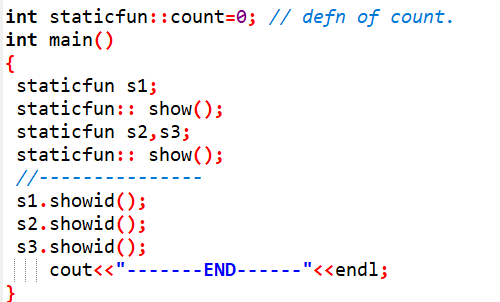 int staticfun::count=0; // defn of count.
int main()
{
 staticfun s1;
 staticfun:: show();
 staticfun s2,s3;
 staticfun:: show();
 //---------------
 s1.showid();
 s2.showid();
 s3.showid();
    cout<<"-------END------"<<endl;
}